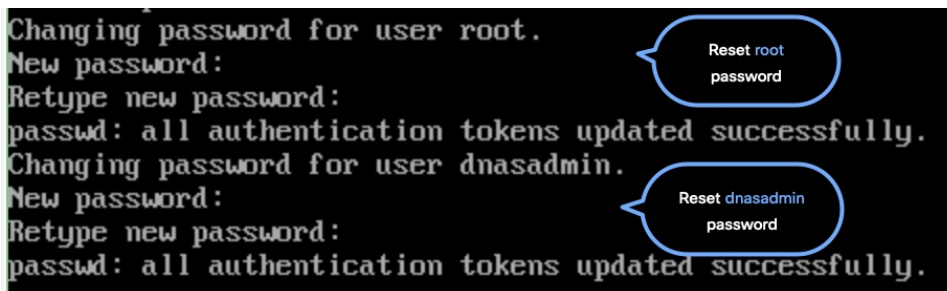 Changing password for user root.
New password:
Retype new password:
passwd: all authentication tokens updated successfully.
Changing password for user dnasadmin.
New password:
Retype new password:
passwd: all authentication tokens updated successfully.
Reset root
password
Reset dnasadmin
password